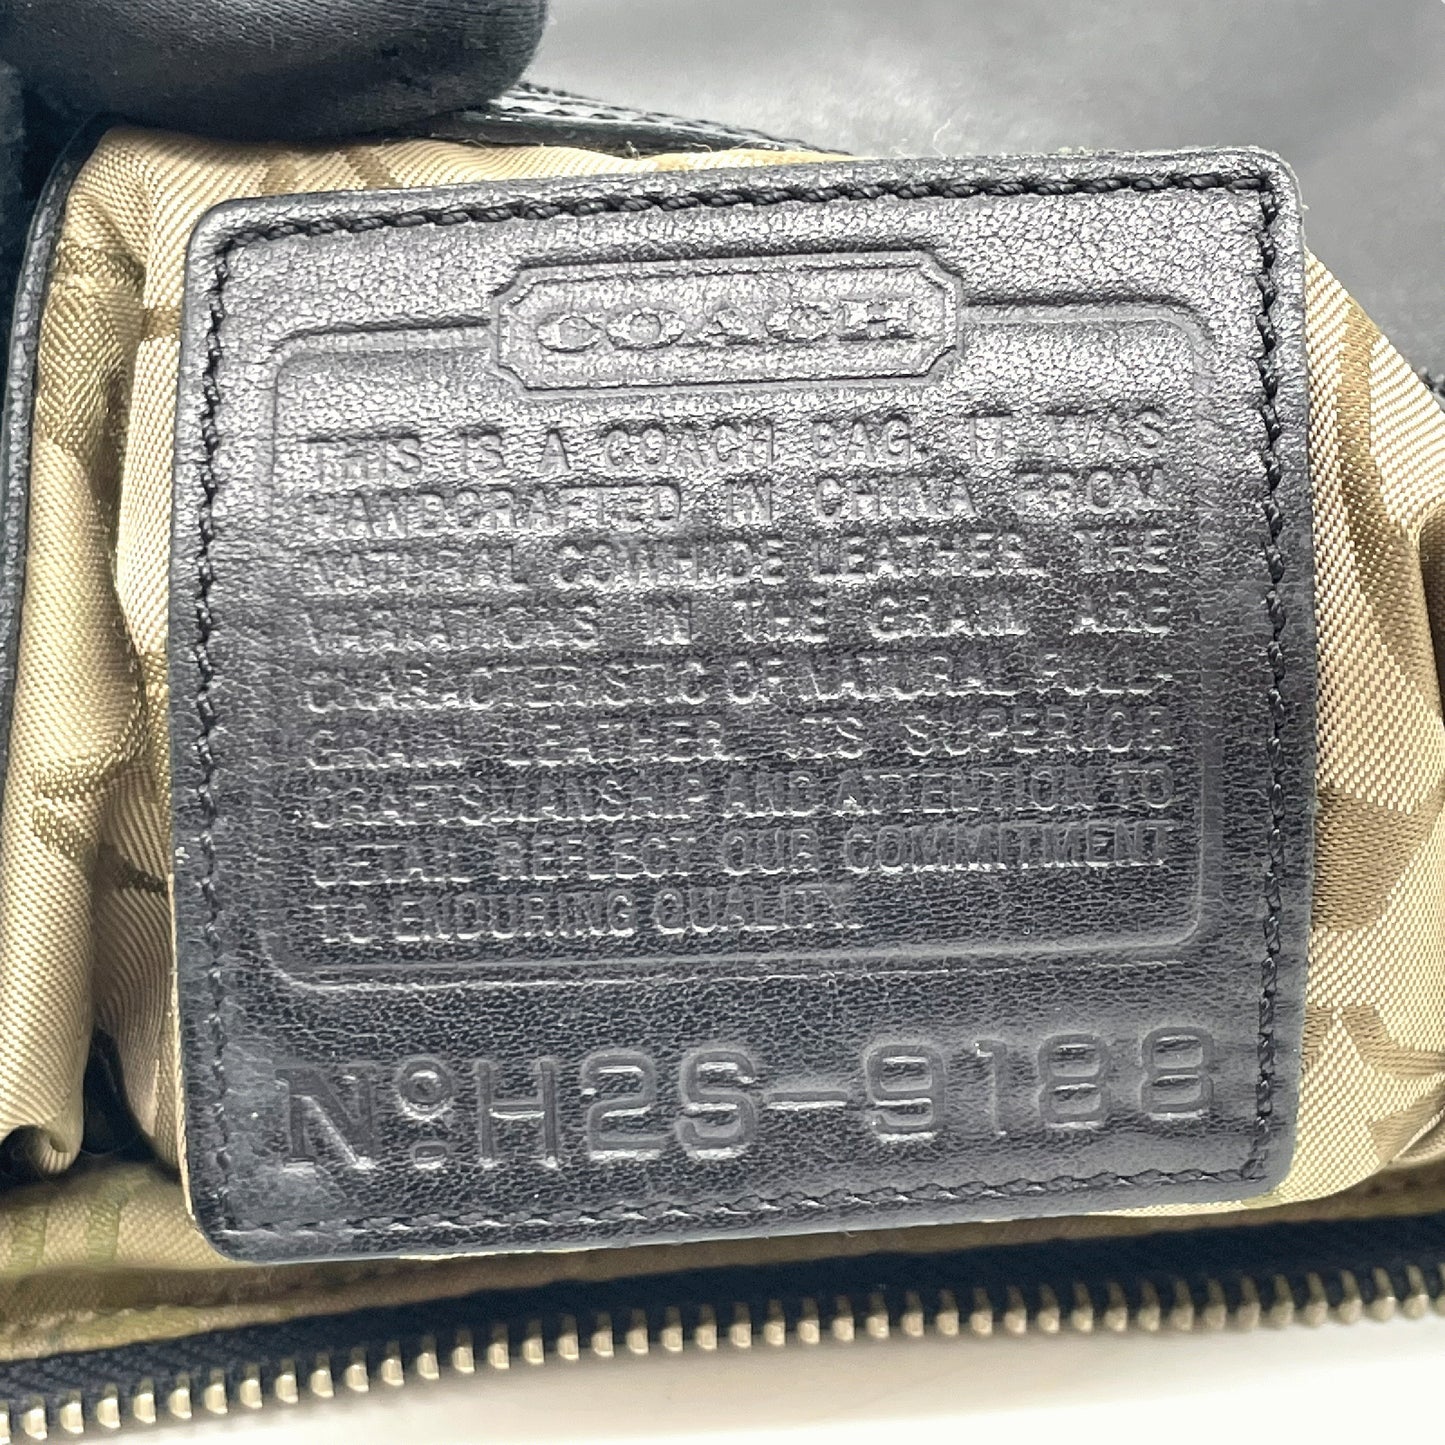 COACH
THIS IS A COACH BAG. IT WAS
HANDCRAFTED IN CHINA FROM
NATURAL COWHIDE LEATHER. THE
VARIATIONS IN THE GRAIN ARE
CHARACTERISTIC OF NATURAL FULL-
GRAIN LEATHER. ITS SUPERIOR
CRAFTSMANSHIP AND ATTENTION TO
DETAIL REFLECT OUR COMMITMENT
TO ENDURING QUALITY.
No. H2S-9188